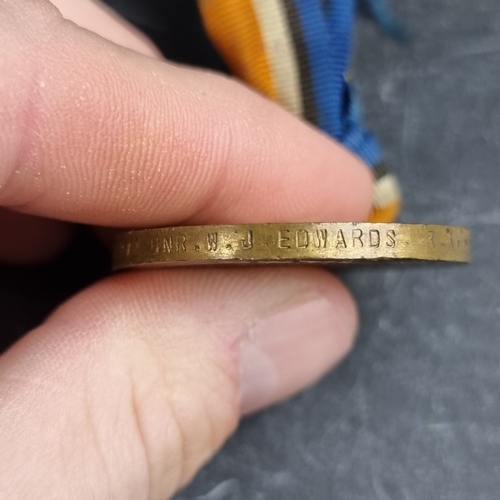 GNR. W. J. EDWARDS. R.A.